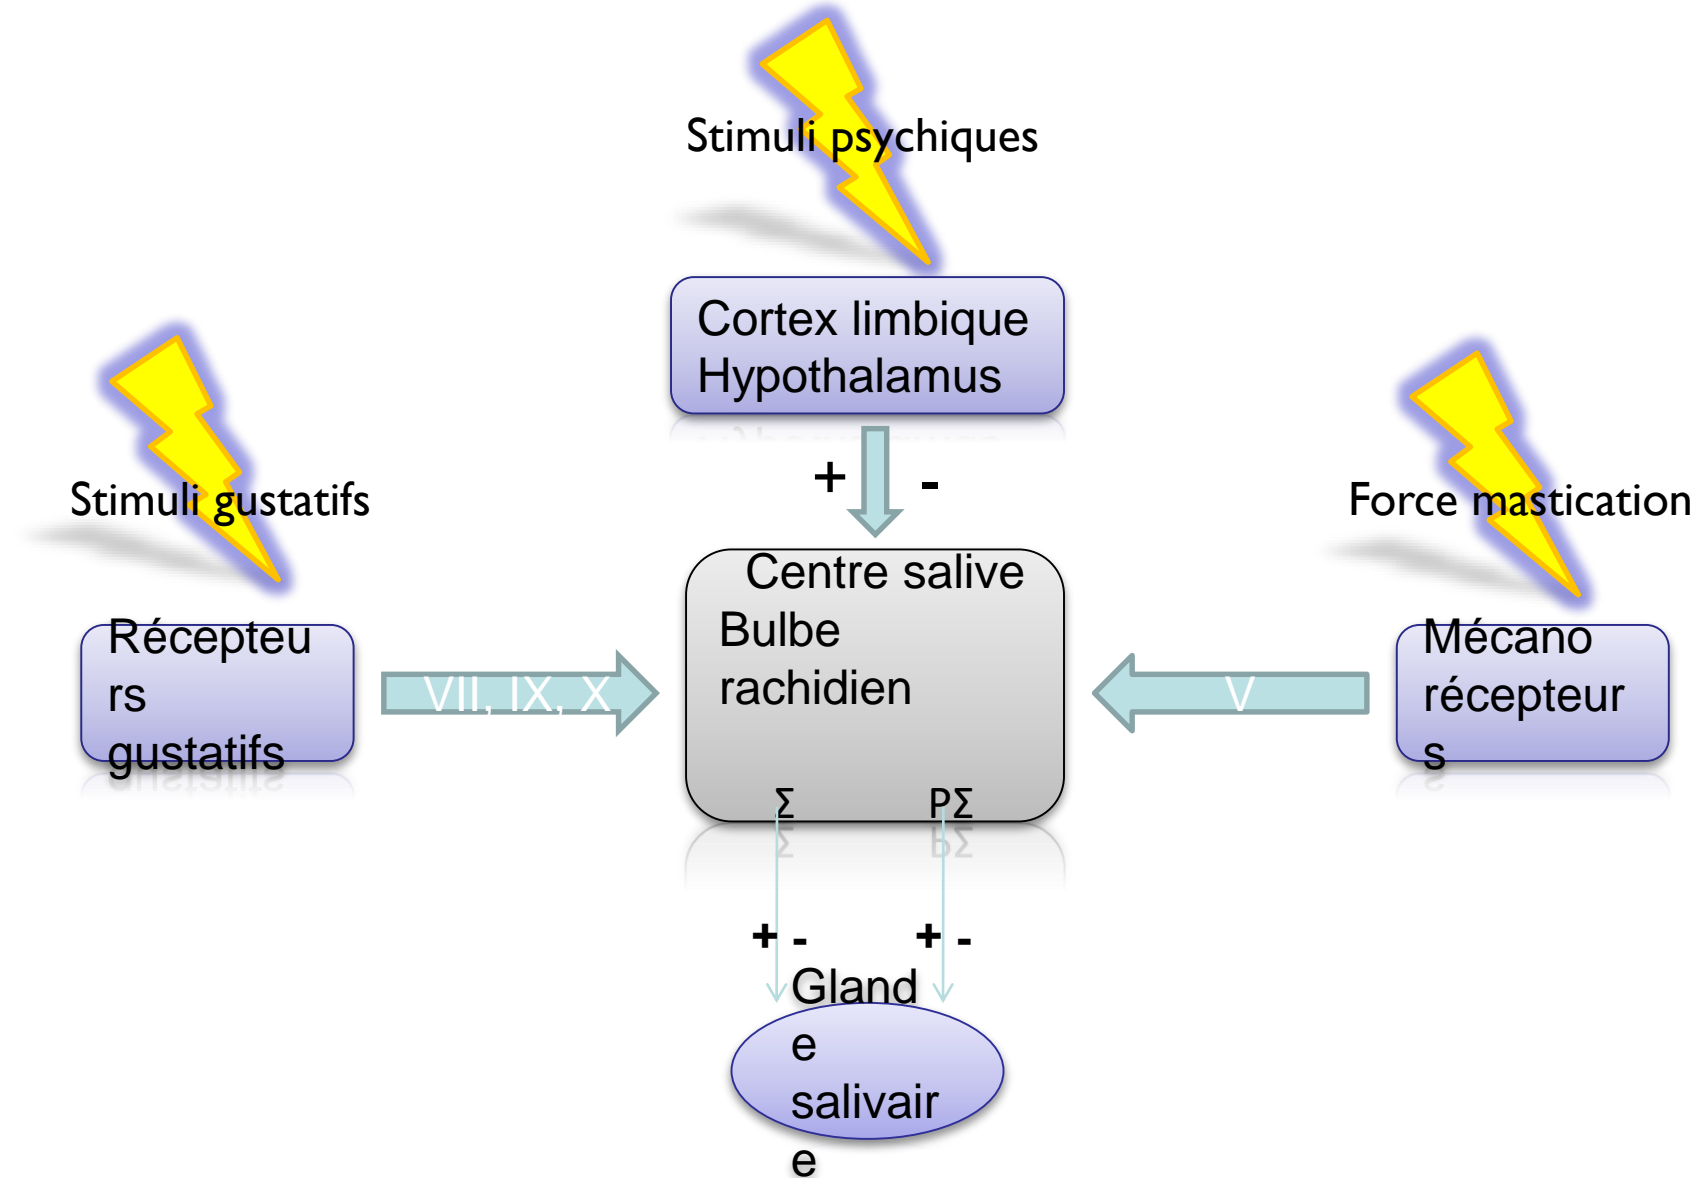 Stimuli psychiques
Cortex limbique
Hypothalamus
+ -
Stimuli gustatifs
Force mastication
Récepteu
rs
gustatifs
VII, IX, X
Centre salive
Bulbe
rachidien
Σ PΣ
V
Mécano
récepteur
s
+ - + -
Gland
e
salivair
e